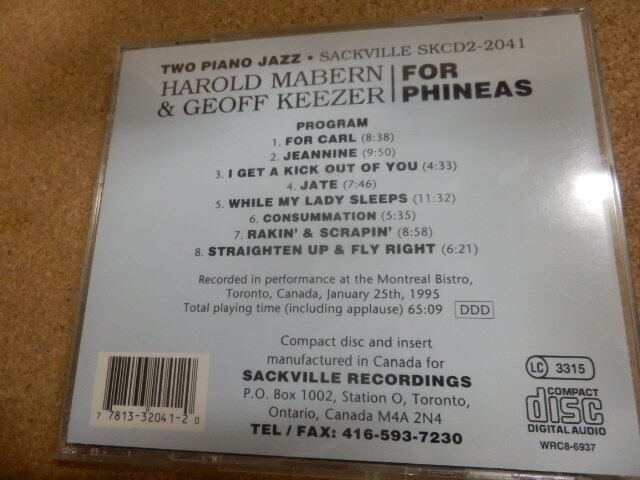 TWO PIANO JAZZ • SACKVILLE SKCD2-2041
HAROLD MABERN
& GEOFF KEEZER
FOR
PHINEAS
PROGRAM
1. FOR CARL (8:38)
2. JEANNINE (9:50)
3. I GET A KICK OUT OF YOU (4:33)
4. JATE (7:46)
5. WHILE MY LADY SLEEPS (11:32)
6. CONSUMMATION (5:35)
7. RAKIN' & SCRAPIN' (8:58)
8. STRAIGHTEN UP & FLY RIGHT (6:21)
Recorded in performance at the Montreal Bistro,
Toronto, Canada, January 25th, 1995
Total playing time (including applause) 65:09 DDD
Compact disc and insert
manufactured in Canada for
SACKVILLE RECORDINGS
P.O. Box 1002, Station O, Toronto,
Ontario, Canada M4A 2N4
TEL / FAX: 416-593-7230
7 78133-32041-2 0
LC 3315
COMPACT
disc
DIGITAL AUDIO
WRC8-6937